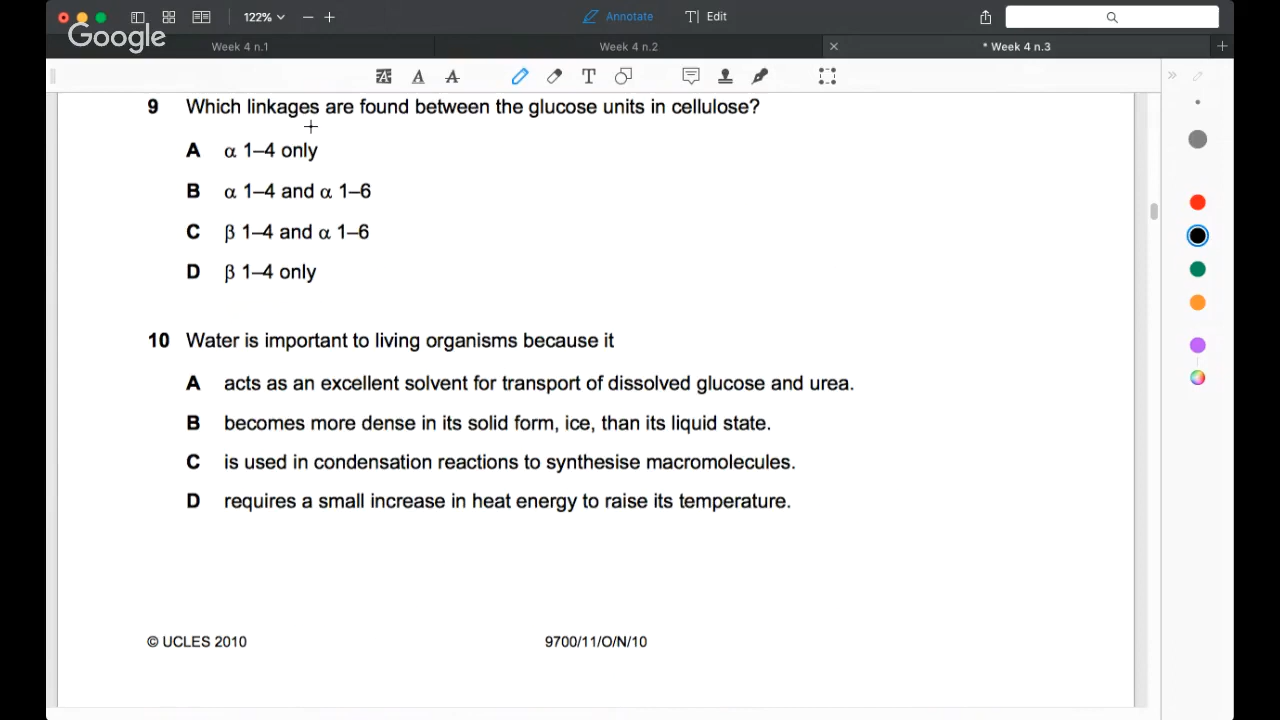 122%
Annotate
T| Edit
Google
Week 4 n.1
Week 4 n.2
* Week 4 n.3
9 Which linkages are found between the glucose units in cellulose?
A α 1–4 only
B α 1–4 and α 1–6
C β 1–4 and α 1–6
D β 1–4 only
10 Water is important to living organisms because it
A acts as an excellent solvent for transport of dissolved glucose and urea.
B becomes more dense in its solid form, ice, than its liquid state.
C is used in condensation reactions to synthesise macromolecules.
D requires a small increase in heat energy to raise its temperature.
© UCLES 2010
9700/11/O/N/10